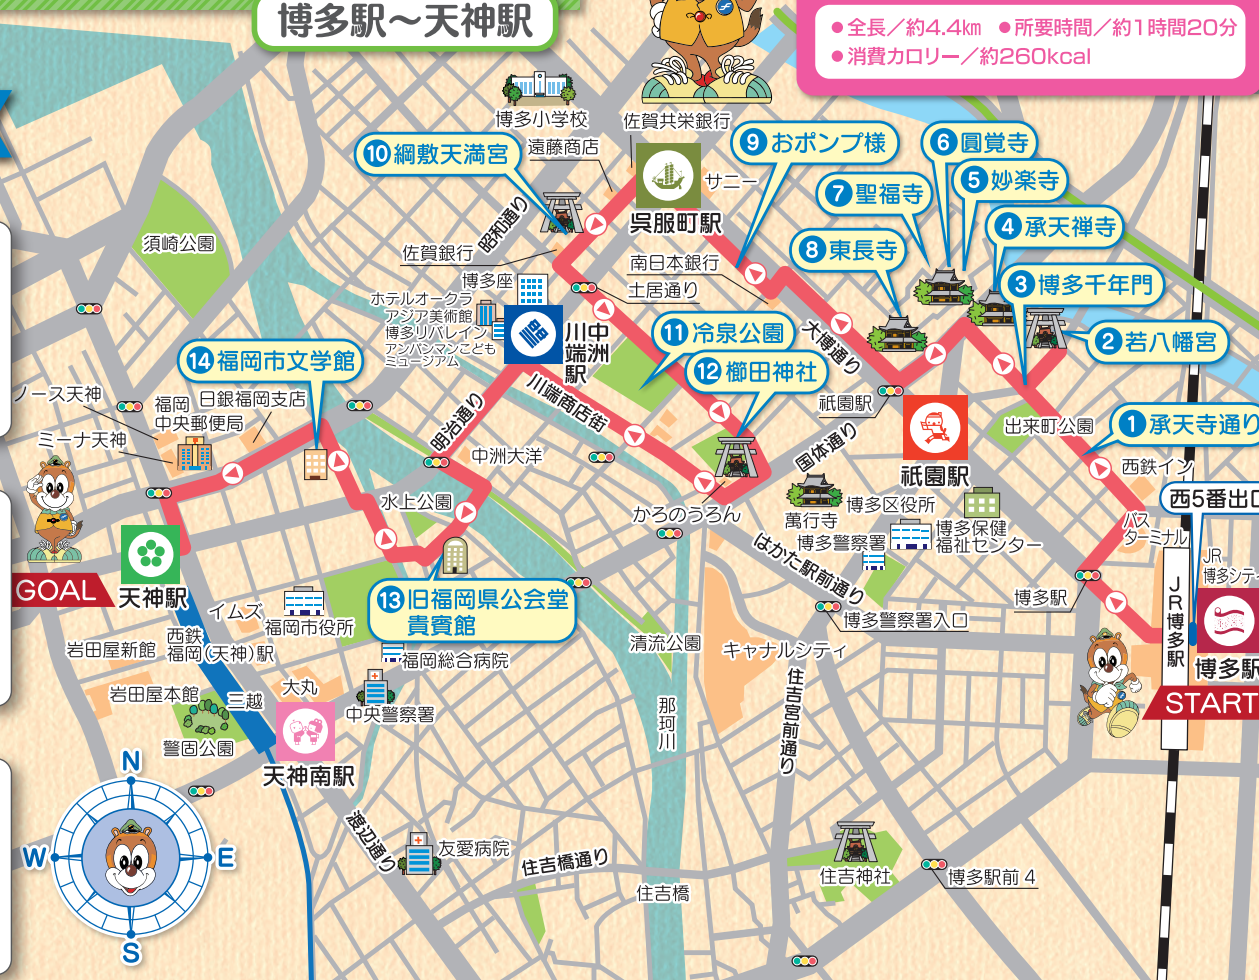 博多駅～天神駅
●全長／約4.4㎞ ●所要時間／約1時間20分
●消費カロリー／約260kcal
博多小学校
佐賀共栄銀行
遠藤商店
⑩綱敷天満宮
サニー
呉服町駅
⑨おポンプ様
⑥圓覚寺
⑤妙楽寺
⑦聖福寺
④承天禅寺
⑧東長寺
③博多千年門
②若八幡宮
①承天寺通り
須崎公園
昭和通り
佐賀銀行
南日本銀行
土居通り
博多座
ホテルオークラ
アジア美術館
博多リバレイン
アンパンマンこども
ミュージアム
中洲
川端
駅
⑪冷泉公園
⑫櫛田神社
大博通り
祇園駅
祇園駅
国体通り
出来町公園
西鉄イン
西5番出口
バス
ターミナル
JR
博多シティ
JR博多駅
博多駅
博多駅
START
⑭福岡市文学館
ノース天神
ミーナ天神
福岡
中央郵便局
日銀福岡支店
明治通り
川端商店街
中洲大洋
水上公園
かろのうろん
萬行寺
博多区役所
博多警察署
博多保健
福祉センター
はかた駅前通り
博多警察署入口
⑬旧福岡県公会堂
貴賓館
GOAL
天神駅
イムズ
福岡市役所
西鉄
福岡(天神)駅
岩田屋新館
岩田屋本館
三越
大丸
警固公園
天神南駅
福岡総合病院
中央警察署
清流公園
キャナルシティ
那珂川
住吉宮前通り
渡辺通り
友愛病院
住吉橋通り
住吉橋
住吉神社
博多駅前4
N
W
E
S